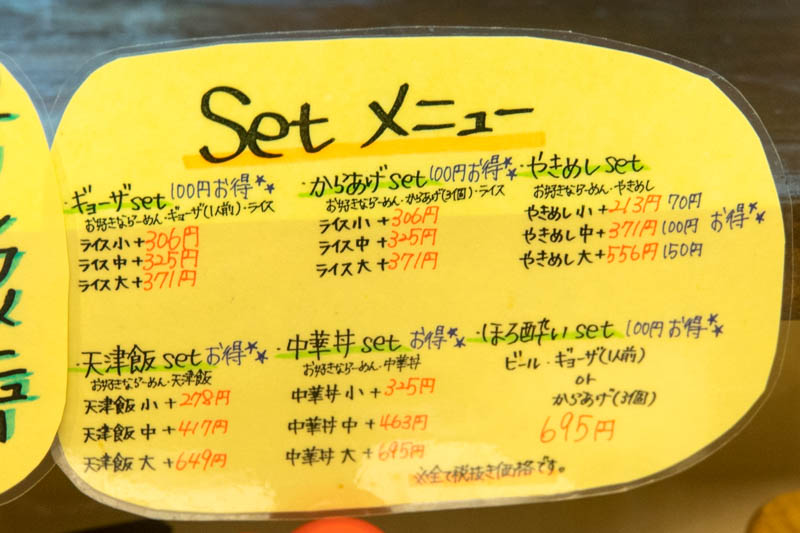 Set メニュー
・ギョーザset 100円お得
お好きならーめん・ギョーザ(1人前)・ライス
ライス小+306円
ライス中+325円
ライス大+371円
・からあげset 100円お得
お好きならーめん・からあげ(3個)・ライス
ライス小+306円
ライス中+325円
ライス大+371円
・やきめしset
お好きならーめん・やきめし
やきめし小+213円 70円
やきめし中+371円 100円 お得
やきめし大+556円 150円
・天津飯setお得
お好きならーめん・天津飯
天津飯 小+278円
天津飯 中+417円
天津飯 大+649円
・中華丼set お得
お好きならーめん・中華丼
中華丼 小+325円
中華丼 中+463円
中華丼 大+695円
・ほろ酔いset 100円お得
ビール・ギョーザ(1人前)
or
からあげ(3個)
695円
※全て税抜き価格です。